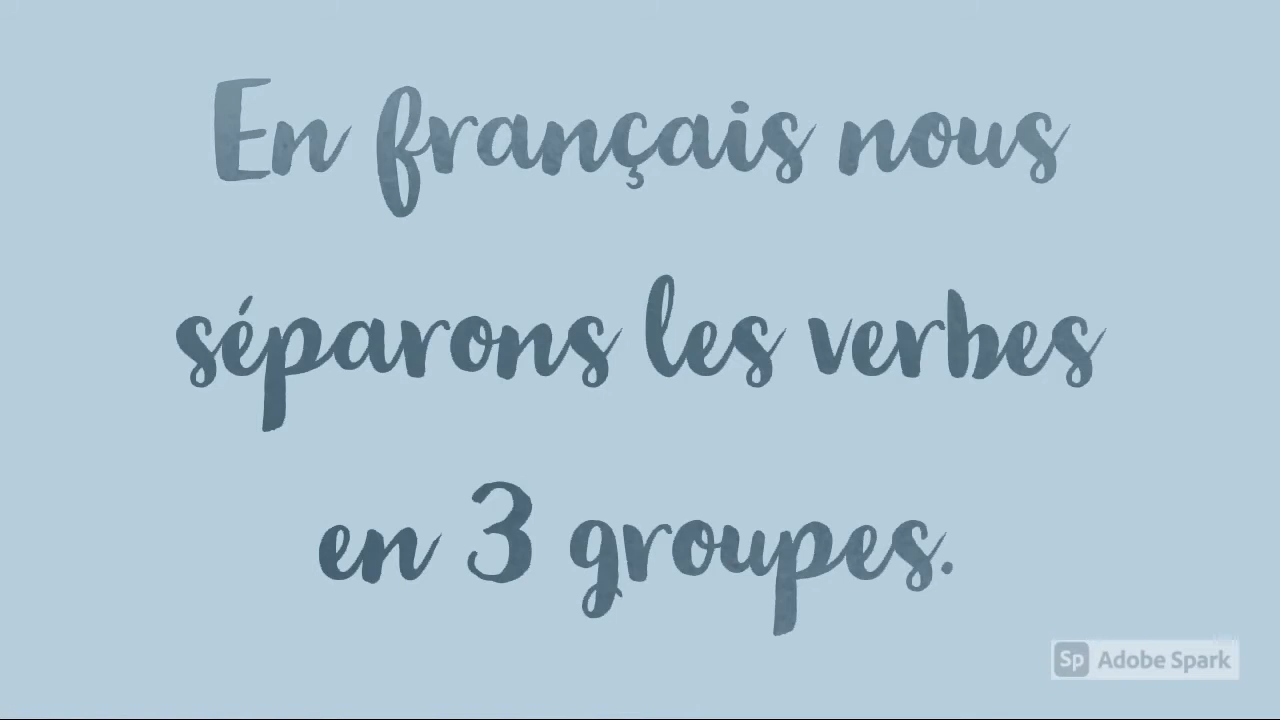 En français nous
séparons les verbes
en 3 groupes.
Sp Adobe Spark